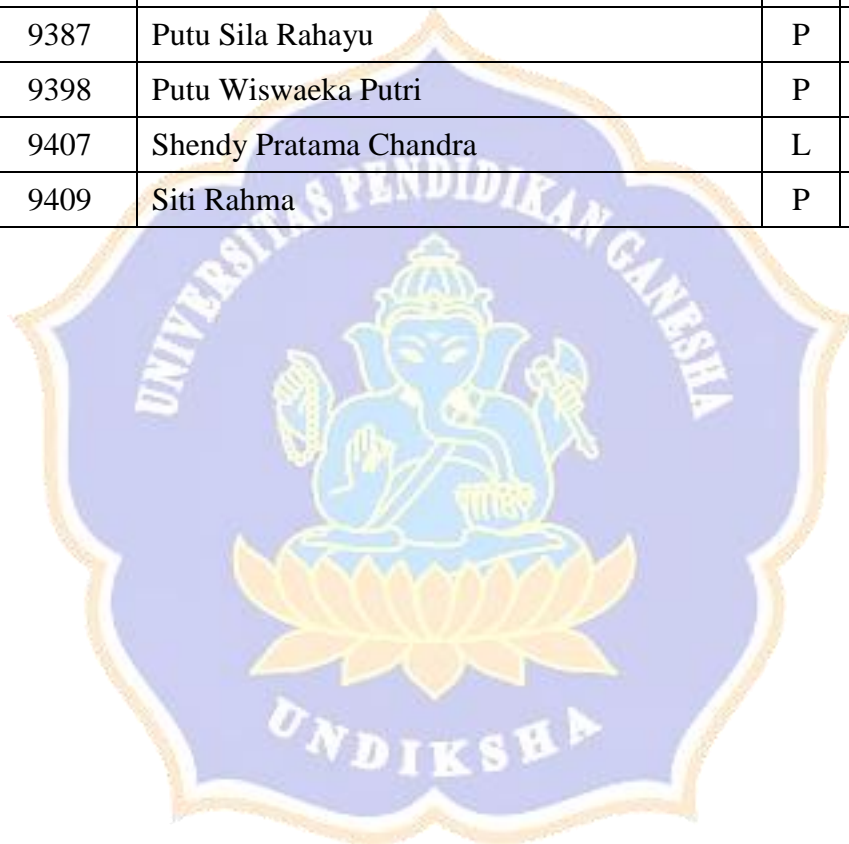 9387 Putu Sila Rahayu P
9398 Putu Wiswaeka Putri P
9407 Shendy Pratama Chandra L
9409 Siti Rahma P
UNIVERSITAS PENDIDIKAN GANESHA
UNDIKSHA